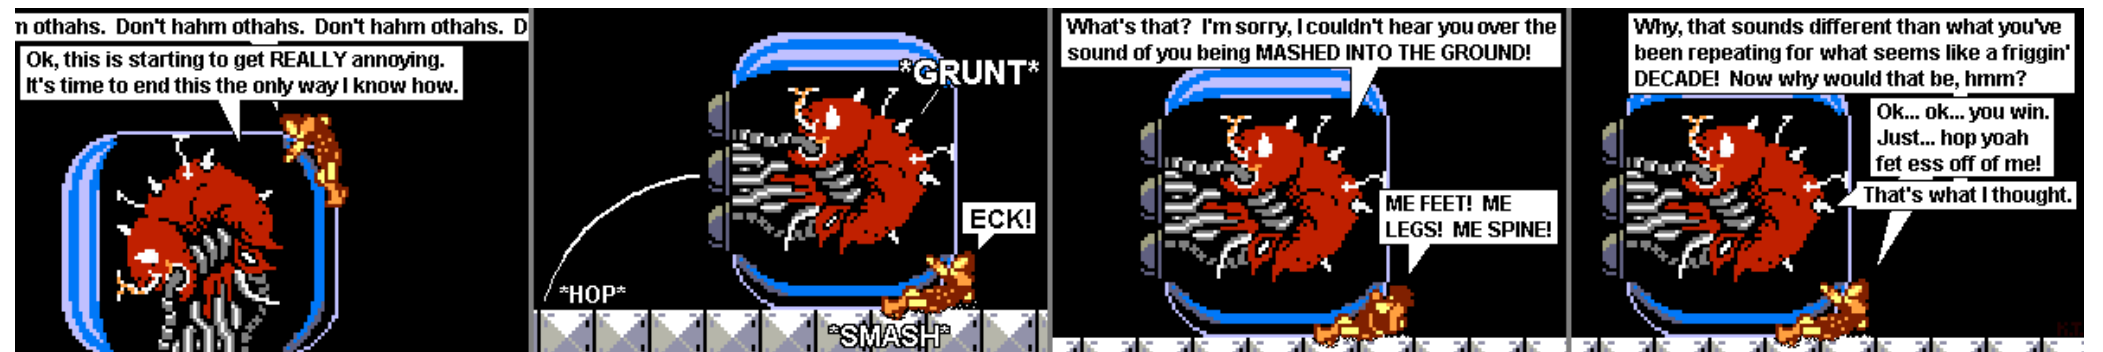 n othahs. Don't hahm othahs. Don't hahm othahs. D
Ok, this is starting to get REALLY annoying.
It's time to end this the only way I know how.
*GRUNT*
ECK!
*HOP*
*SMASH*
What's that? I'm sorry, I couldn't hear you over the
sound of you being MASHED INTO THE GROUND!
ME FEET! ME
LEGS! ME SPINE!
Why, that sounds different than what you've
been repeating for what seems like a friggin'
DECADE! Now why would that be, hmm?
Ok... ok... you win.
Just... hop yoah
fet ess off of me!
That's what I thought.